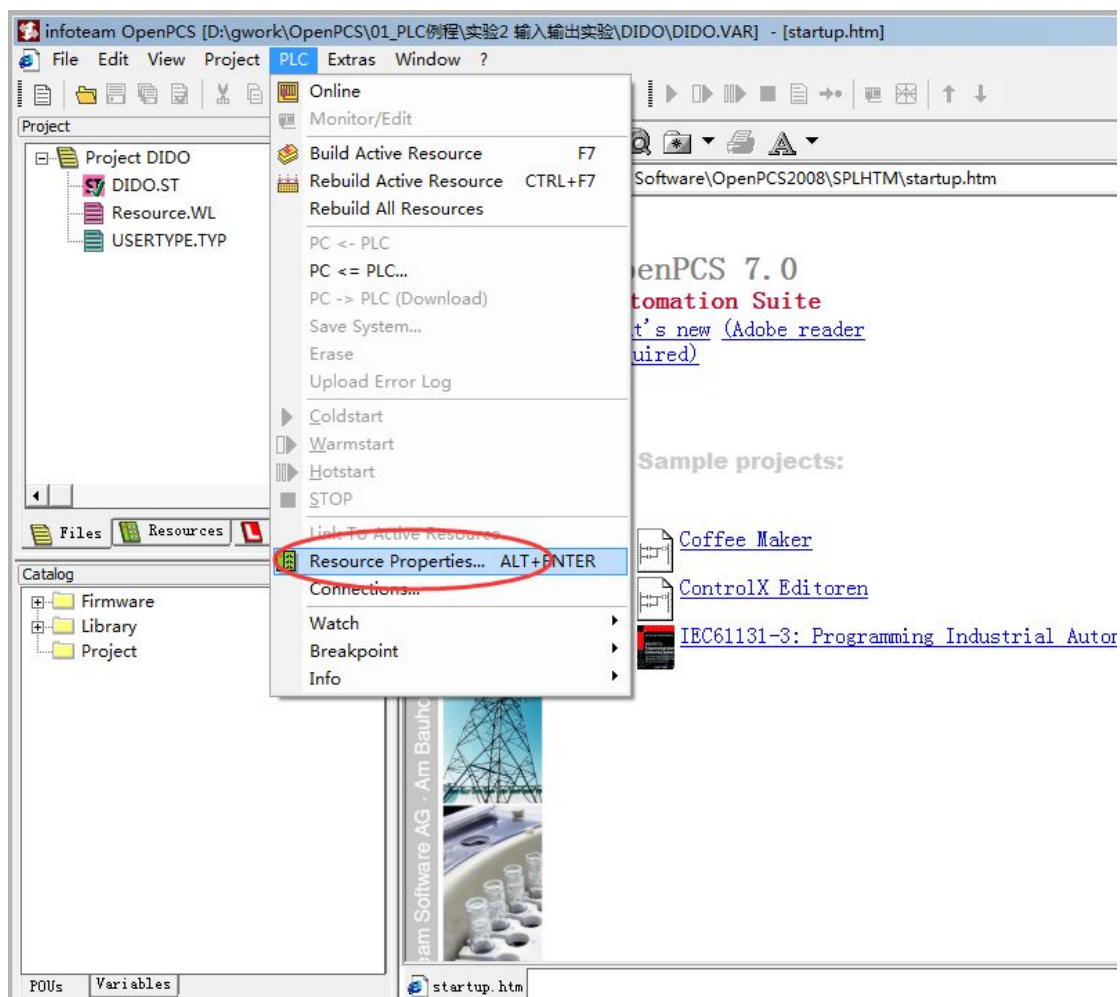 infoteam OpenPCS [D:\gwork\OpenPCS\01_PLC例程\实验2 输入输出实验\DIDO\DIDO.VAR] - [startup.htm]
File Edit View Project PLC Extras Window ?
Project
Project DIDO
DIDO.ST
Resource.WL
USERTYPE.TYP
Files Resources
Catalog
Firmware
Library
Project
POUs Variables
Online
Monitor/Edit
Build Active Resource F7
Rebuild Active Resource CTRL+F7
Rebuild All Resources
PC <- PLC
PC <= PLC...
PC -> PLC (Download)
Save System...
Erase
Upload Error Log
Coldstart
Warmstart
Hotstart
STOP
Link To Active Resource
Resource Properties... ALT+ENTER
Connections...
Watch
Breakpoint
Info
Software\OpenPCS2008\SPLHTM\startup.htm
enPCS 7.0
tomation Suite
t's new (Adobe reader
uired)
Sample projects:
Coffee Maker
ControlX Editoren
IEC61131-3: Programming Industrial Autor
eam Software AG · Am Bauho
startup.htm